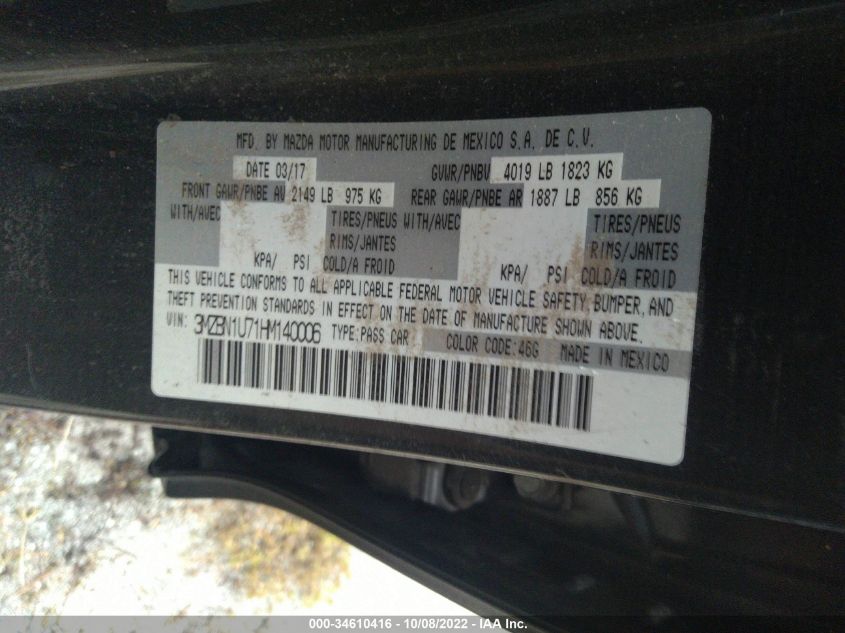 MFD. BY MAZDA MOTOR MANUFACTURING DE MEXICO S.A. DE C.V.
DATE 03/17 GVWR/PNBV 4019 LB 1823 KG
FRONT GAWR/PNBE AV 2149 LB 975 KG REAR GAWR/PNBE AR 1887 LB 856 KG
WITH/AVEC TIRES/PNEUS WITH/AVEC TIRES/PNEUS
RIMS/JANTES RIMS/JANTES
KPA/ PSI COLD/A FROID KPA/ PSI COLD/A FROID
THIS VEHICLE CONFORMS TO ALL APPLICABLE FEDERAL MOTOR VEHICLE SAFETY, BUMPER, AND
THEFT PREVENTION STANDARDS IN EFFECT ON THE DATE OF MANUFACTURE SHOWN ABOVE.
VIN: 3MZBN1U71HM140006 TYPE:PASS CAR COLOR CODE:46G MADE IN MEXICO
000-34610416 - 10/08/2022 - IAA Inc.